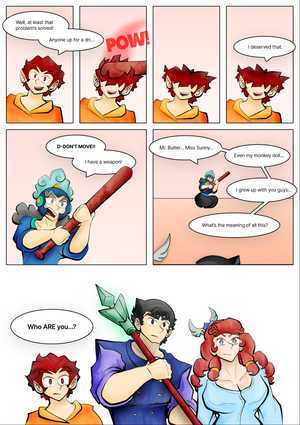 Well, at least that
problem's solved!
Anyone up for a dri...
POW!
I deserved that.
D-DON'T MOVE!!
I have a weapon!
Mr. Butler... Miss Sunny...
Even my monkey doll...
I grew up with you guys...
What's the meaning of all this?
Who ARE you...?